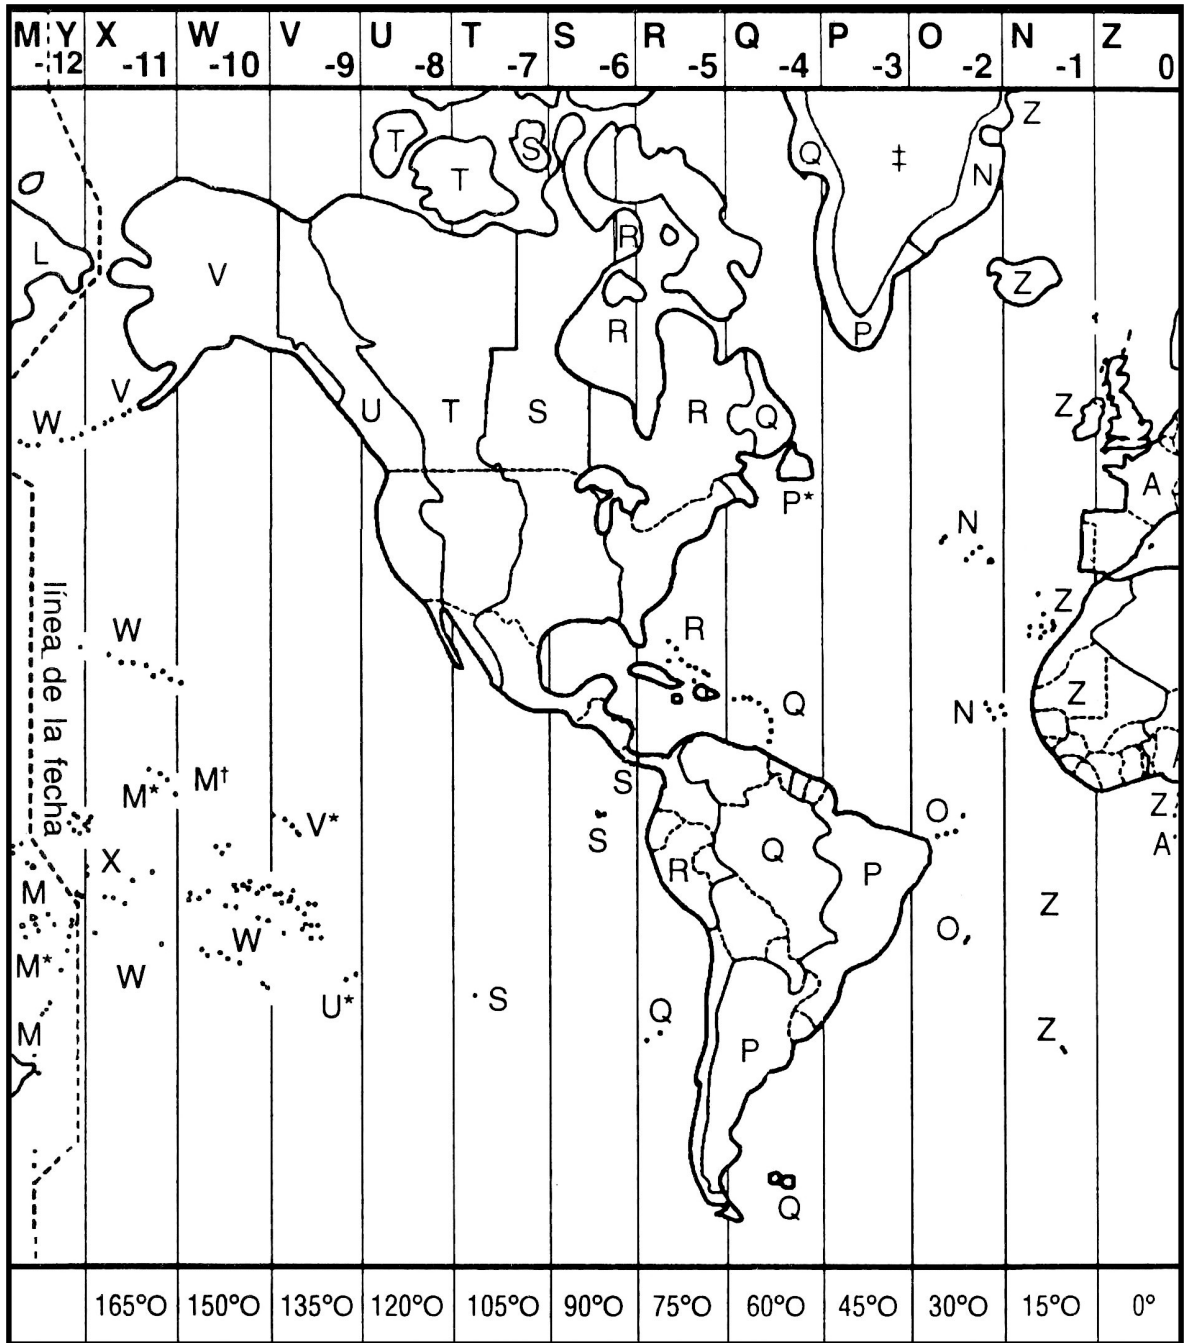 M Y X W V U T S R Q P O N Z
-12 -11 -10 -9 -8 -7 -6 -5 -4 -3 -2 -1 0
Z
T S Q ‡ N
T
R
L V Z
R P
V
W U T S R Q Z
A
P*
N
línea de la fecha
W R Z
Z
Q N
M* M† S
Z
V* S O A
X Q
M R P
Z
W O
M* W
U* S Q
M Z
P
Q
165°O 150°O 135°O 120°O 105°O 90°O 75°O 60°O 45°O 30°O 15°O 0°